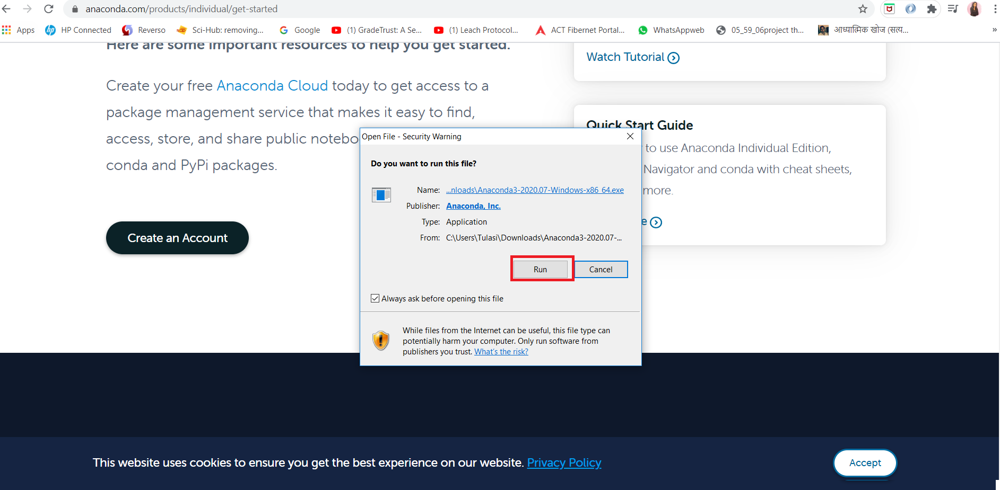 anaconda.com/products/individual/get-started
Apps HP Connected Reverso Sci-Hub: removing... Google (1) GradeTrust: A Se... (1) Leach Protocol... ACT Fibernet Portal... WhatsAppweb 05_59_06project th... आध्यात्मिक खोज (सत्य... »
Here are some important resources to help you get started.
Create your free Anaconda Cloud today to get access to a
package management service that makes it easy to find,
access, store, and share public notebo
conda and PyPi packages.
Create an Account
Watch Tutorial
Quick Start Guide
to use Anaconda Individual Edition,
Navigator and conda with cheat sheets,
more.
e
Open File - Security Warning
Do you want to run this file?
Name: ...nloads\Anaconda3-2020.07-Windows-x86_64.exe
Publisher: Anaconda, Inc.
Type: Application
From: C:\Users\Tulasi\Downloads\Anaconda3-2020.07-...
Run Cancel
Always ask before opening this file
While files from the Internet can be useful, this file type can
potentially harm your computer. Only run software from
publishers you trust. What's the risk?
This website uses cookies to ensure you get the best experience on our website. Privacy Policy
Accept